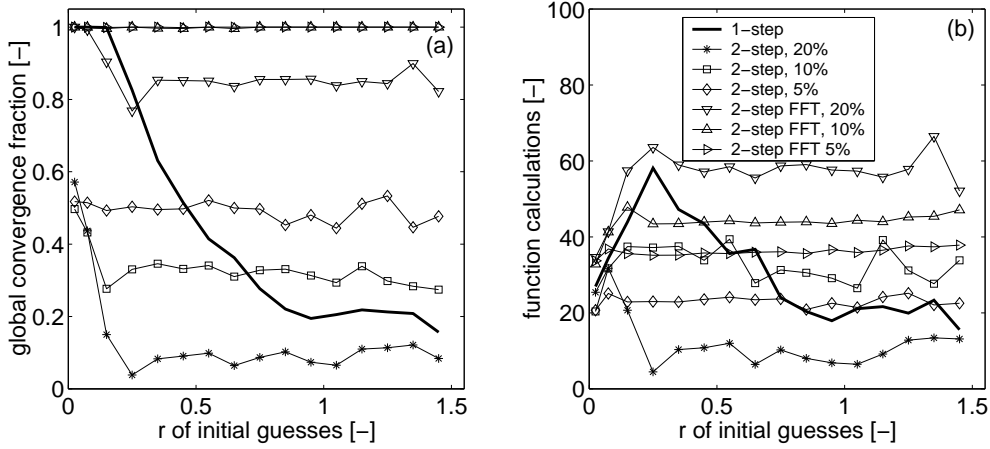 global convergence fraction [−]
1
0.8
0.6
0.4
0.2
0
0
0.5
1
1.5
r of initial guesses [−]
(a)
function calculations [−]
100
80
60
40
20
0
0
0.5
1
1.5
r of initial guesses [−]
(b)
1−step
2−step, 20%
2−step, 10%
2−step, 5%
2−step FFT, 20%
2−step FFT, 10%
2−step FFT 5%